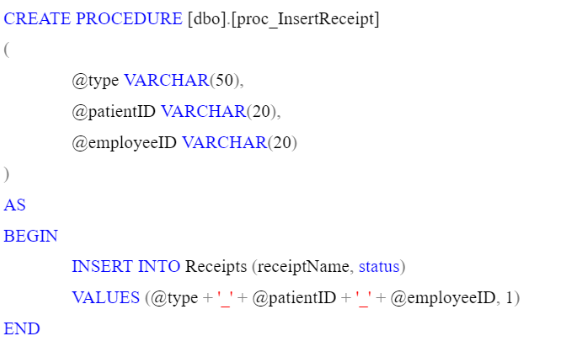 CREATE PROCEDURE [dbo].[proc_InsertReceipt]
(
@type VARCHAR(50),
@patientID VARCHAR(20),
@employeeID VARCHAR(20)
)
AS
BEGIN
INSERT INTO Receipts (receiptName, status)
VALUES (@type + '_' + @patientID + '_' + @employeeID, 1)
END